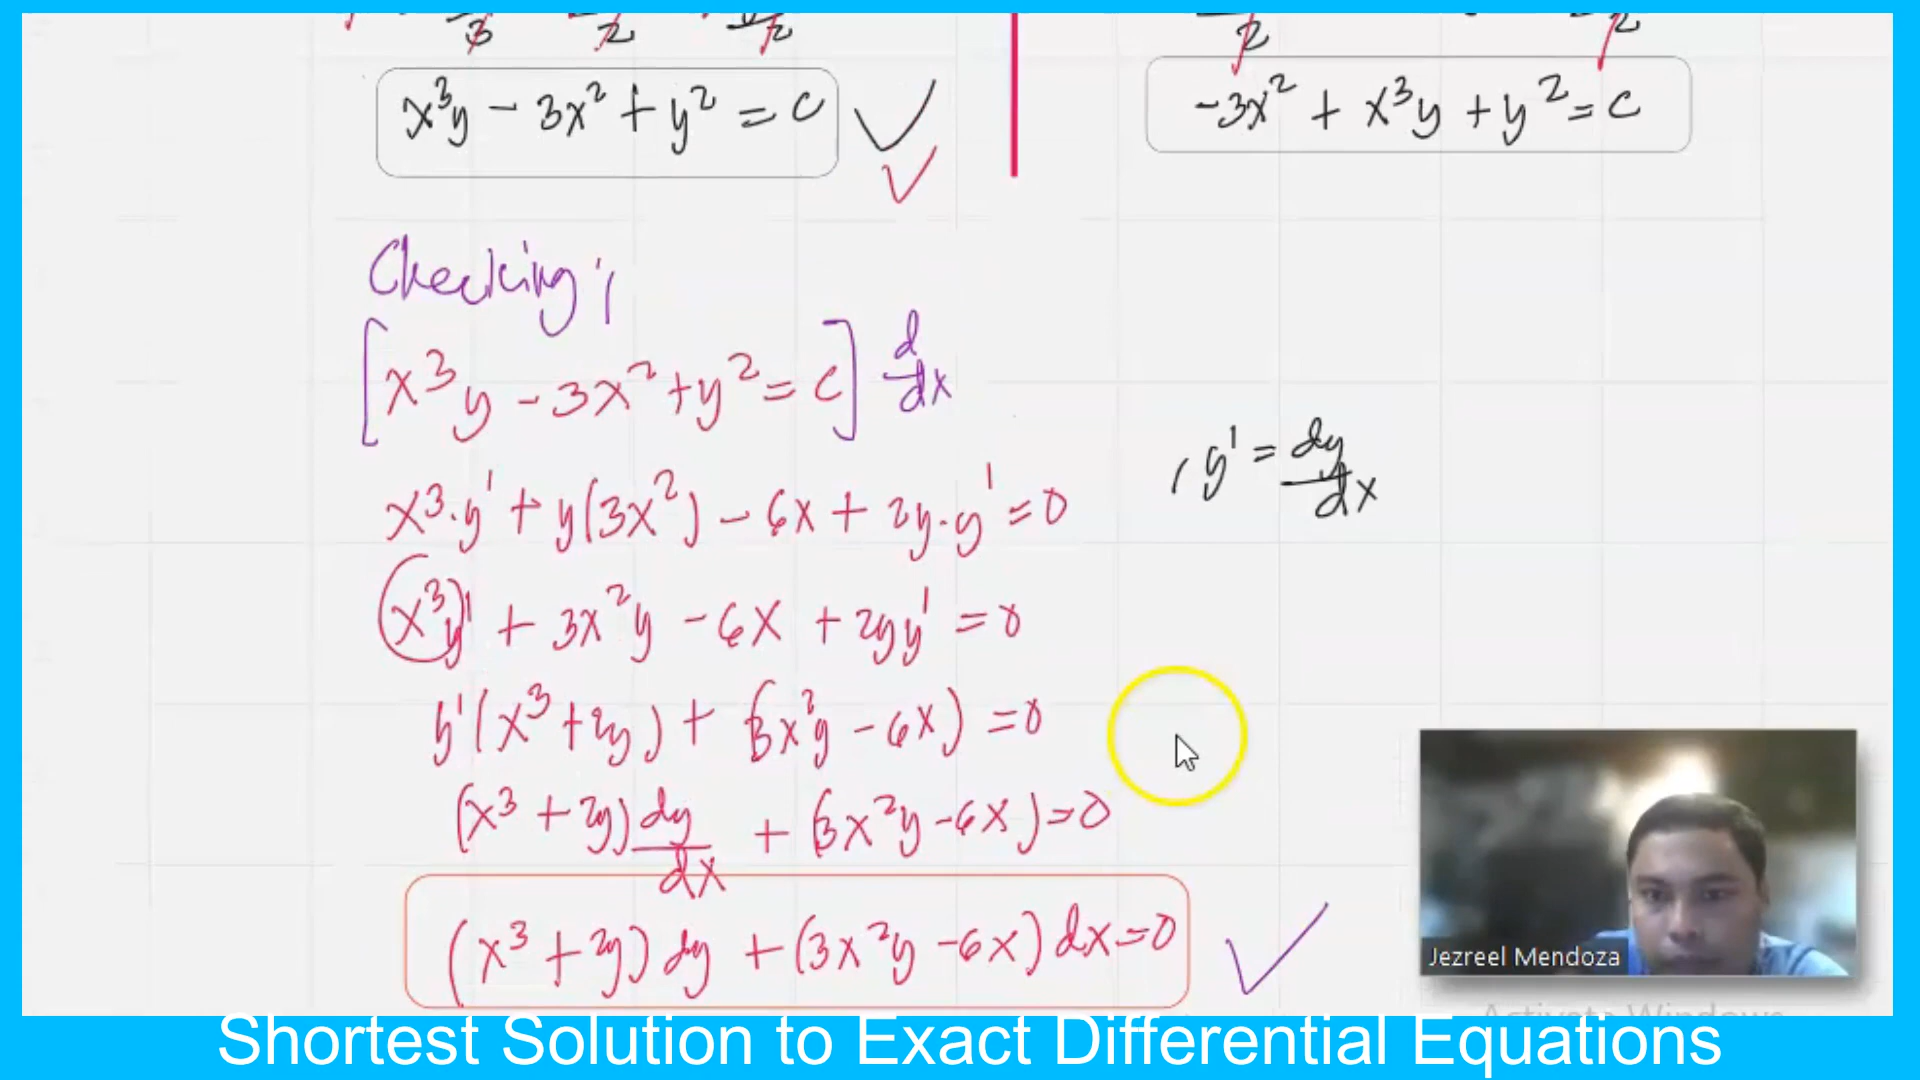 x³y - 3x² + y² = c
-3x² + x³y + y² = c
Checking;
[x³y - 3x² + y² = c] d/dx
x³·y' + y(3x²) - 6x + 2y·y' = 0
, y' = dy/dx
x³y' + 3x²y - 6x + 2yy' = 0
y'(x³ + 2y) + (3x²y - 6x) = 0
(x³ + 2y) dy/dx + (3x²y - 6x) = 0
(x³ + 2y) dy + (3x²y - 6x) dx = 0
Jezreel Mendoza
Activate Windows
Shortest Solution to Exact Differential Equations